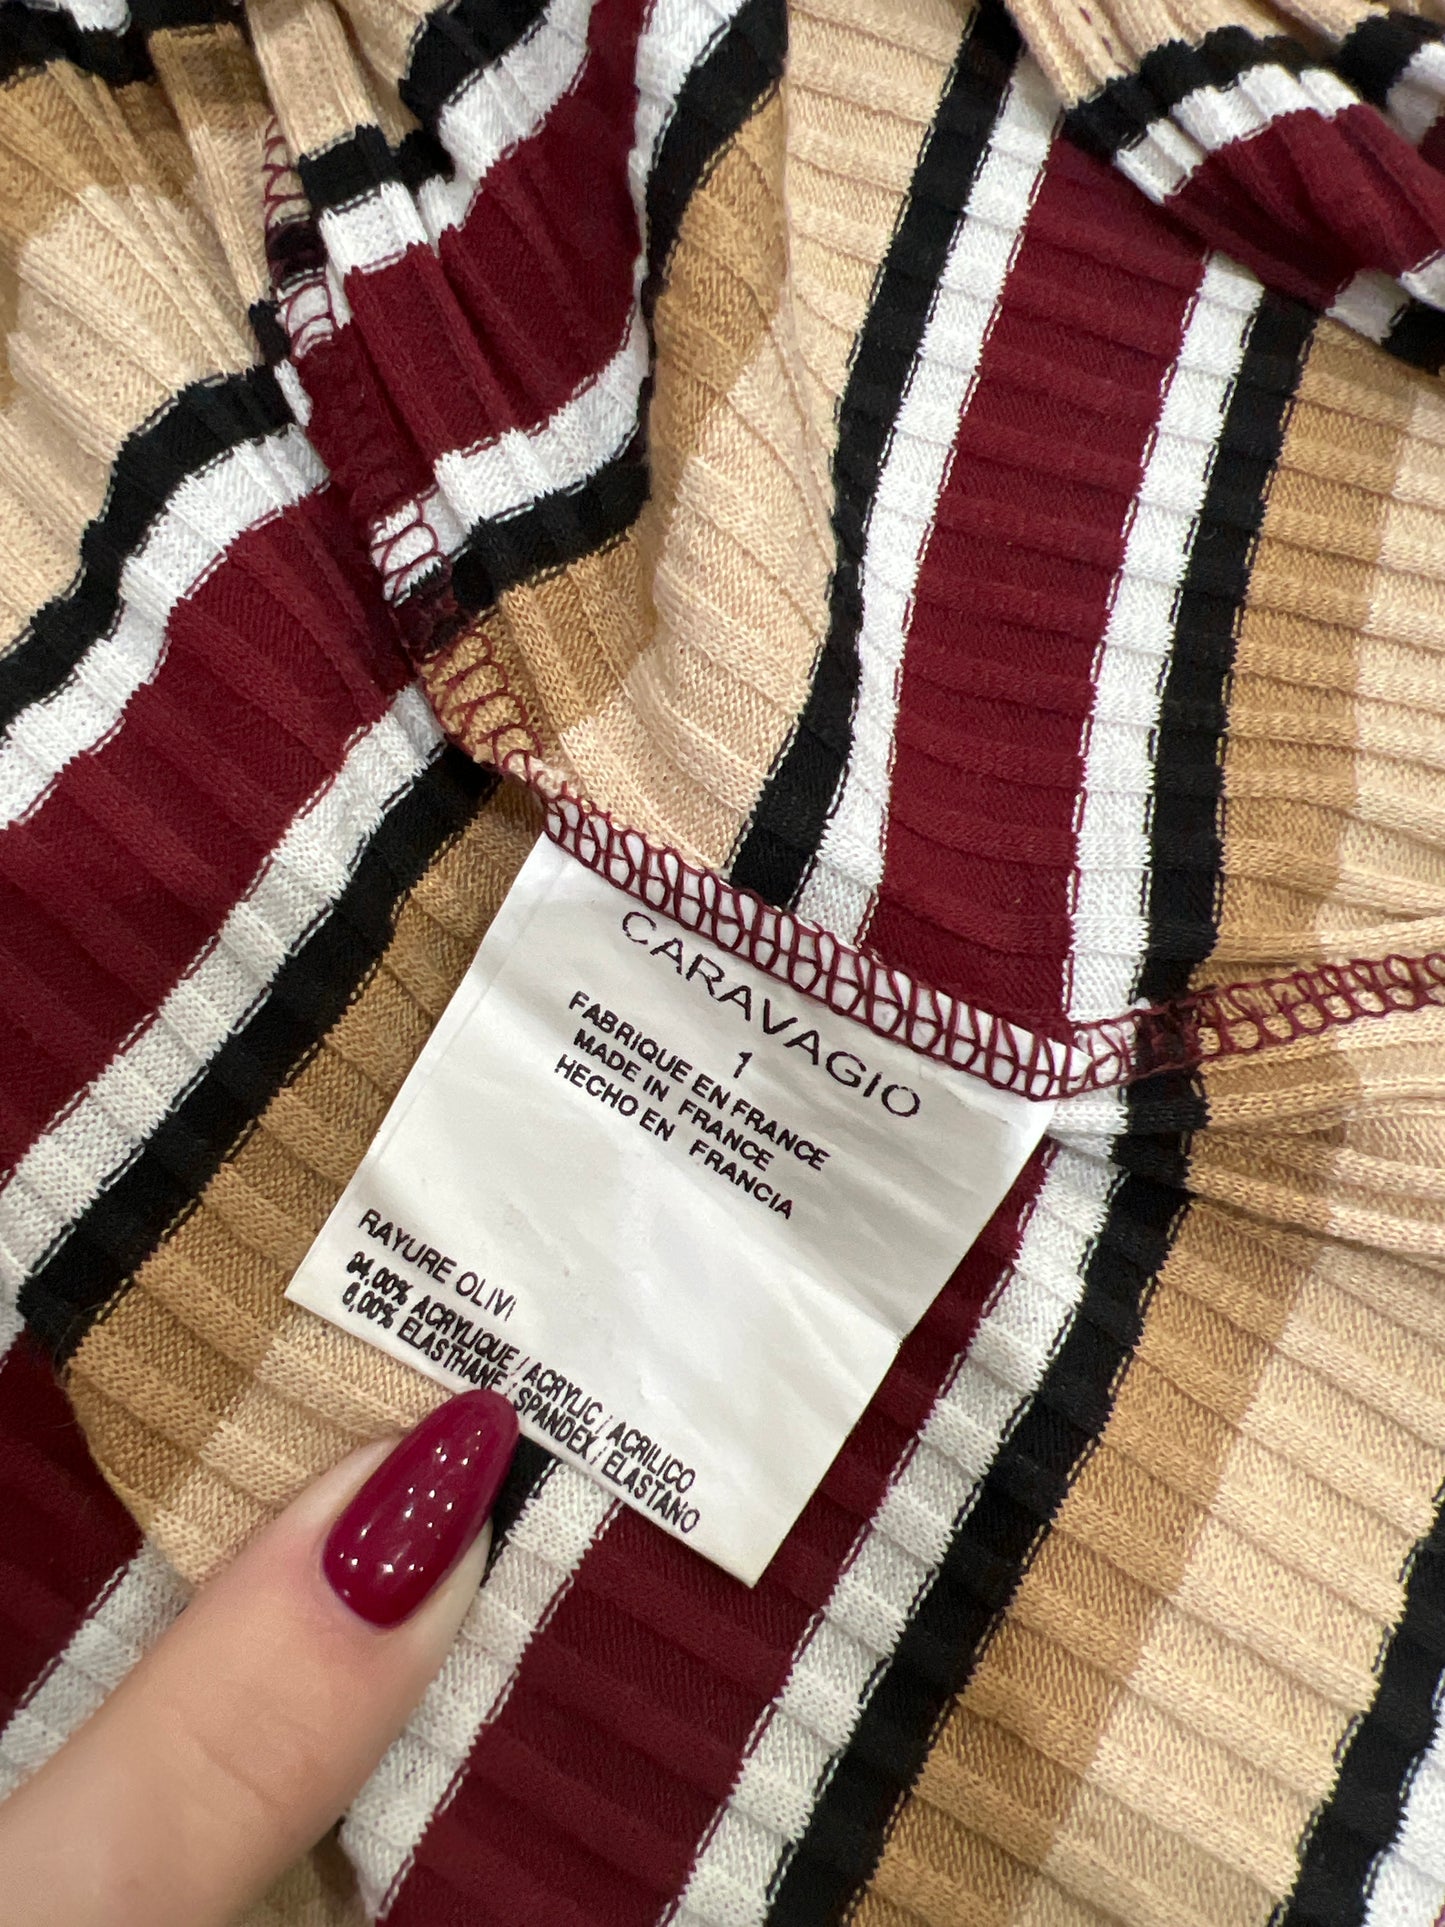 CARAVAGIO
1
FABRIQUE EN FRANCE
MADE IN FRANCE
HECHO EN FRANCIA
RAYURE OLIVI
94,00% ACRYLIQUE / ACRYLIC / ACRILICO
6,00% ELASTHANE / SPANDEX / ELASTANO